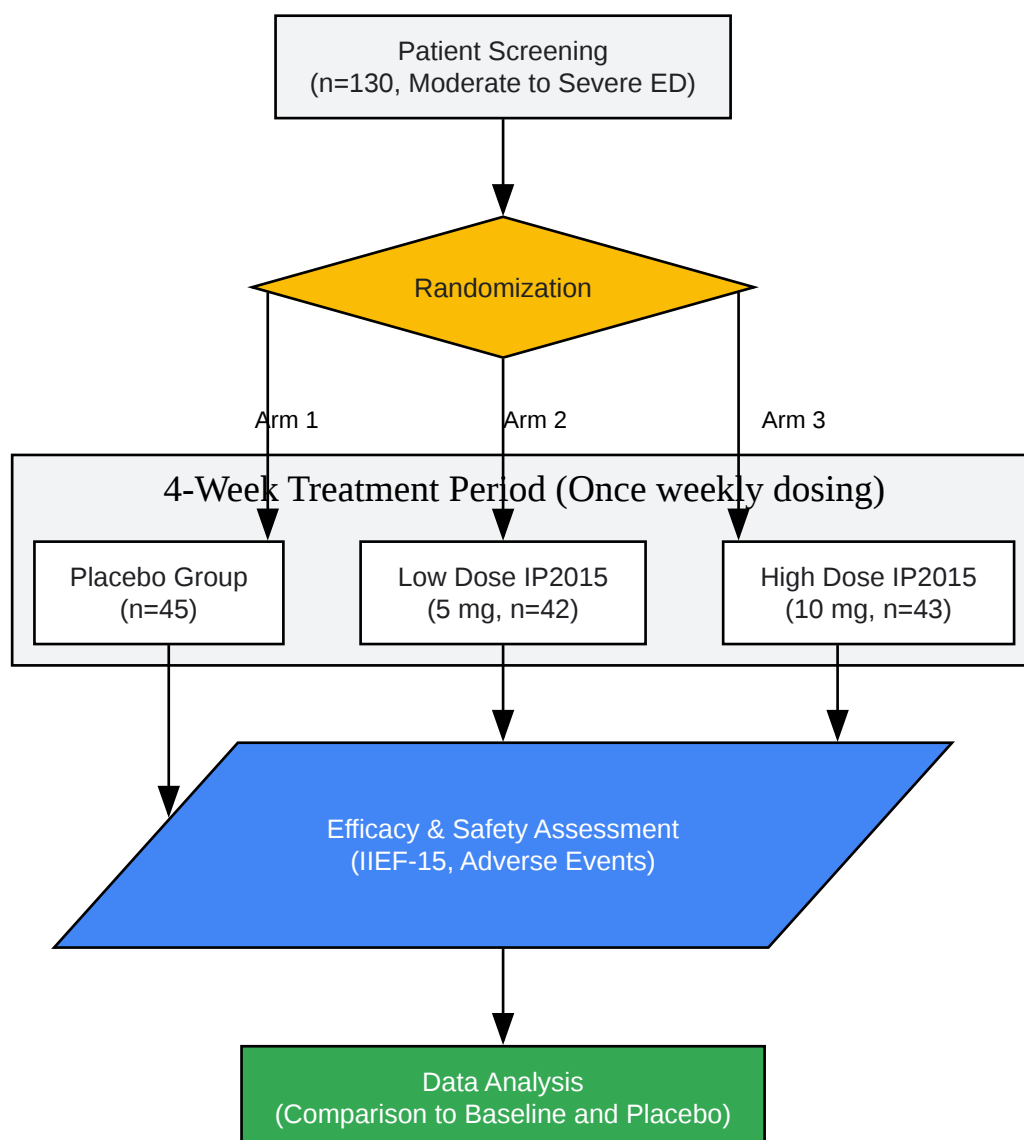 Patient Screening
(n=130, Moderate to Severe ED)
Randomization
Arm 1
Arm 2
Arm 3
4-Week Treatment Period (Once weekly dosing)
Placebo Group
(n=45)
Low Dose IP2015
(5 mg, n=42)
High Dose IP2015
(10 mg, n=43)
Efficacy & Safety Assessment
(IIEF-15, Adverse Events)
Data Analysis
(Comparison to Baseline and Placebo)